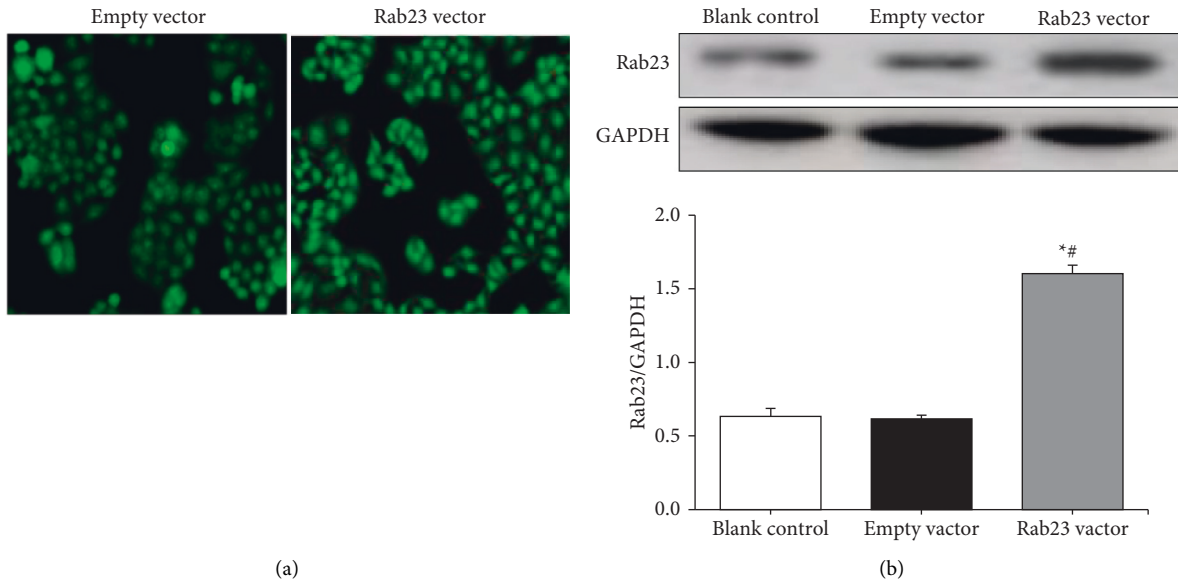 Empty vector
Rab23 vector
Blank control
Empty vector
Rab23 vector
Rab23
GAPDH
2.0
1.5
1.0
0.5
0.0
Rab23/GAPDH
*#
Blank control
Empty vactor
Rab23 vactor
(a)
(b)